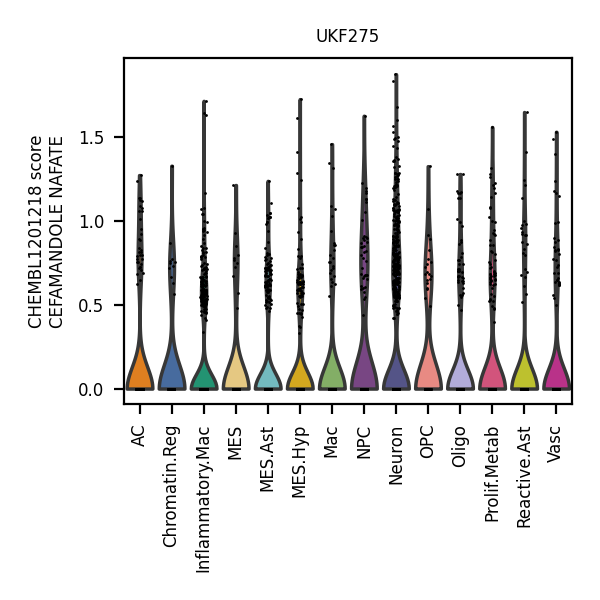 UKF275
CHEMBL1201218 score
CEFAMANDOLE NAFATE
1.5
1.0
0.5
0.0
AC
Chromatin.Reg
Inflammatory.Mac
MES
MES.Ast
MES.Hyp
Mac
NPC
Neuron
OPC
Oligo
Prolif.Metab
Reactive.Ast
Vasc